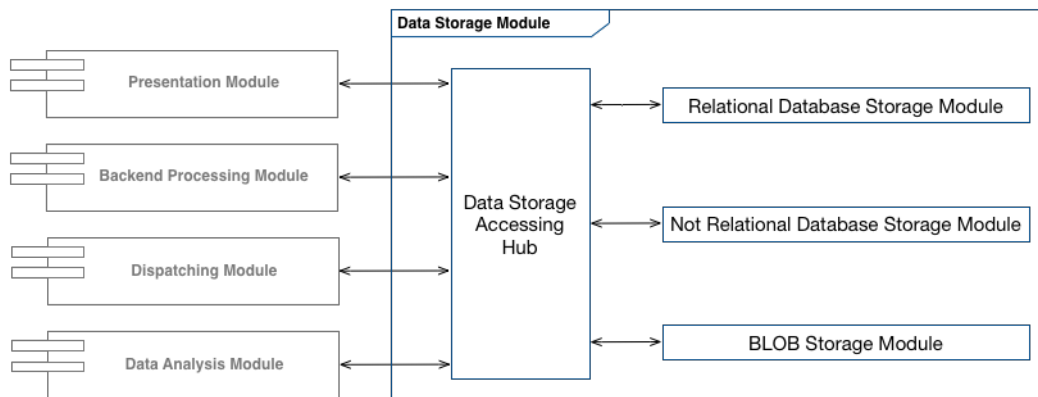 Data Storage Module
Presentation Module
Backend Processing Module
Dispatching Module
Data Analysis Module
Data Storage
Accessing
Hub
Relational Database Storage Module
Not Relational Database Storage Module
BLOB Storage Module